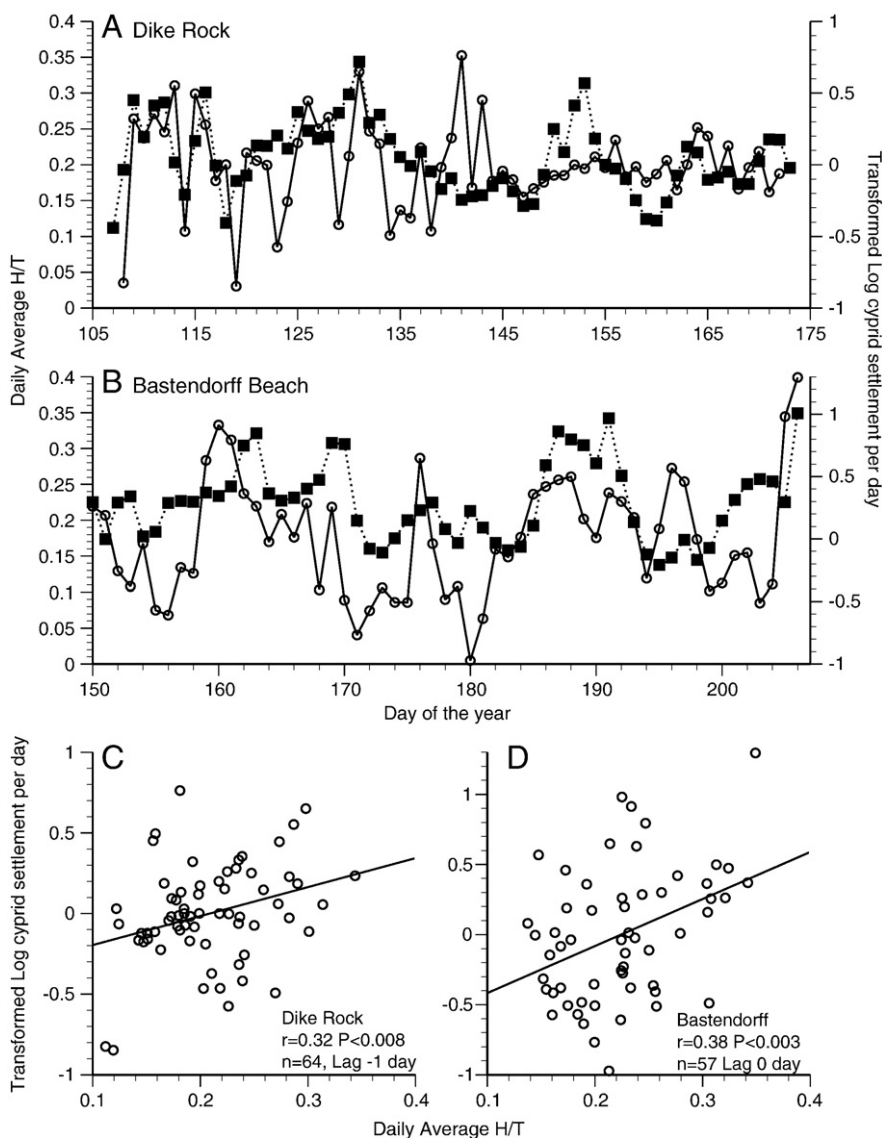 A Dike Rock
0.4
0.35
0.3
0.25
0.2
0.15
0.1
0.05
0
1
0.5
0
-0.5
-1
105 115 125 135 145 155 165 175
Daily Average H/T
Transformed Log cyprid settlement per day
B Bastendorff Beach
0.4
0.35
0.3
0.25
0.2
0.15
0.1
0.05
0
1
0.5
0
-0.5
-1
150 160 170 180 190 200
Day of the year
Transformed Log cyprid settlement per day
C
1
0.5
0
-0.5
-1
Dike Rock
r=0.32 P<0.008
n=64, Lag -1 day
0.1 0.2 0.3 0.4
D
1
0.5
0
-0.5
-1
Bastendorff
r=0.38 P<0.003
n=57 Lag 0 day
0.1 0.2 0.3 0.4
Daily Average H/T